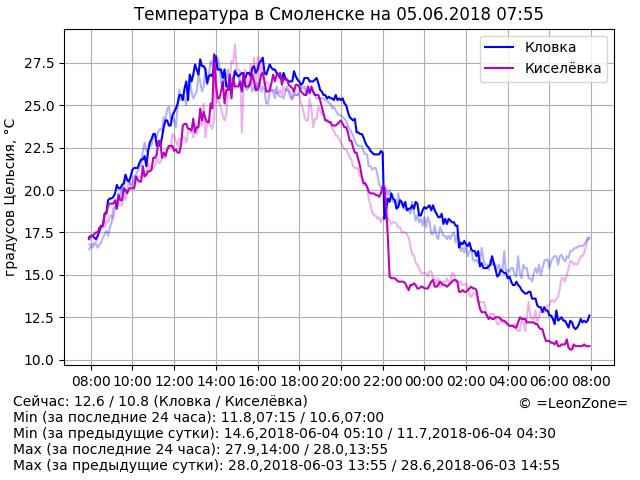 Температура в Смоленске на 05.06.2018 07:55
Кловка
Киселёвка
градусов Цельсия, °C
27.5
25.0
22.5
20.0
17.5
15.0
12.5
10.0
08:00 10:00 12:00 14:00 16:00 18:00 20:00 22:00 00:00 02:00 04:00 06:00 08:00
Сейчас: 12.6 / 10.8 (Кловка / Киселёвка)
© =LeonZone=
Min (за последние 24 часа): 11.8,07:15 / 10.6,07:00
Min (за предыдущие сутки): 14.6,2018-06-04 05:10 / 11.7,2018-06-04 04:30
Max (за последние 24 часа): 27.9,14:00 / 28.0,13:55
Max (за предыдущие сутки): 28.0,2018-06-03 13:55 / 28.6,2018-06-03 14:55